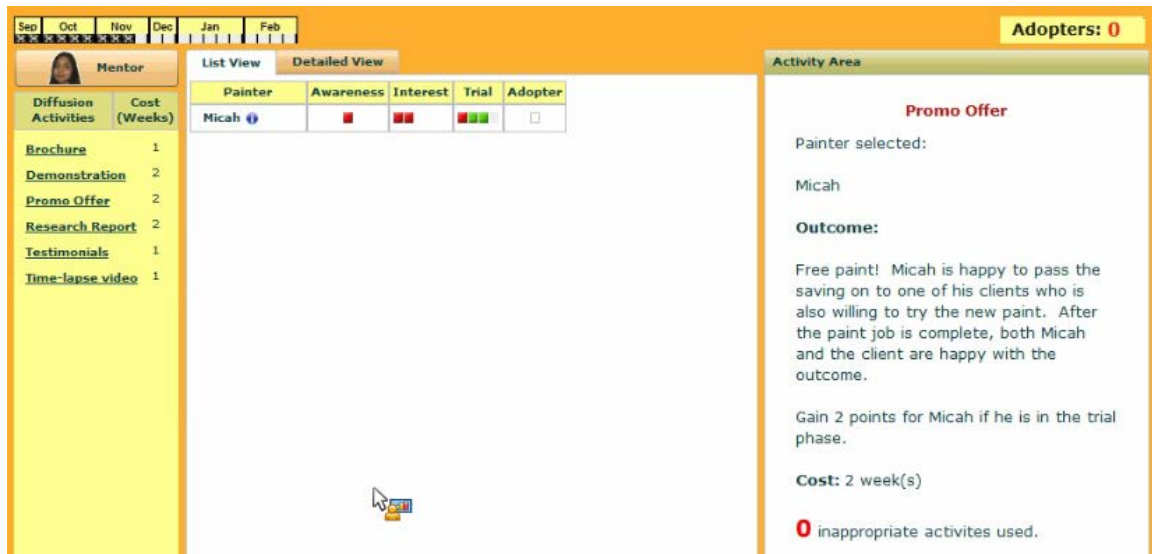 Sep Oct Nov Dec Jan Feb
Adopters: 0
Mentor
Diffusion Activities Cost (Weeks)
Brochure 1
Demonstration 2
Promo Offer 2
Research Report 2
Testimonials 1
Time-lapse video 1
List View Detailed View
Painter Awareness Interest Trial Adopter
Micah
Activity Area
Promo Offer
Painter selected:
Micah
Outcome:
Free paint! Micah is happy to pass the
saving on to one of his clients who is
also willing to try the new paint. After
the paint job is complete, both Micah
and the client are happy with the
outcome.
Gain 2 points for Micah if he is in the trial
phase.
Cost: 2 week(s)
0 inappropriate activites used.